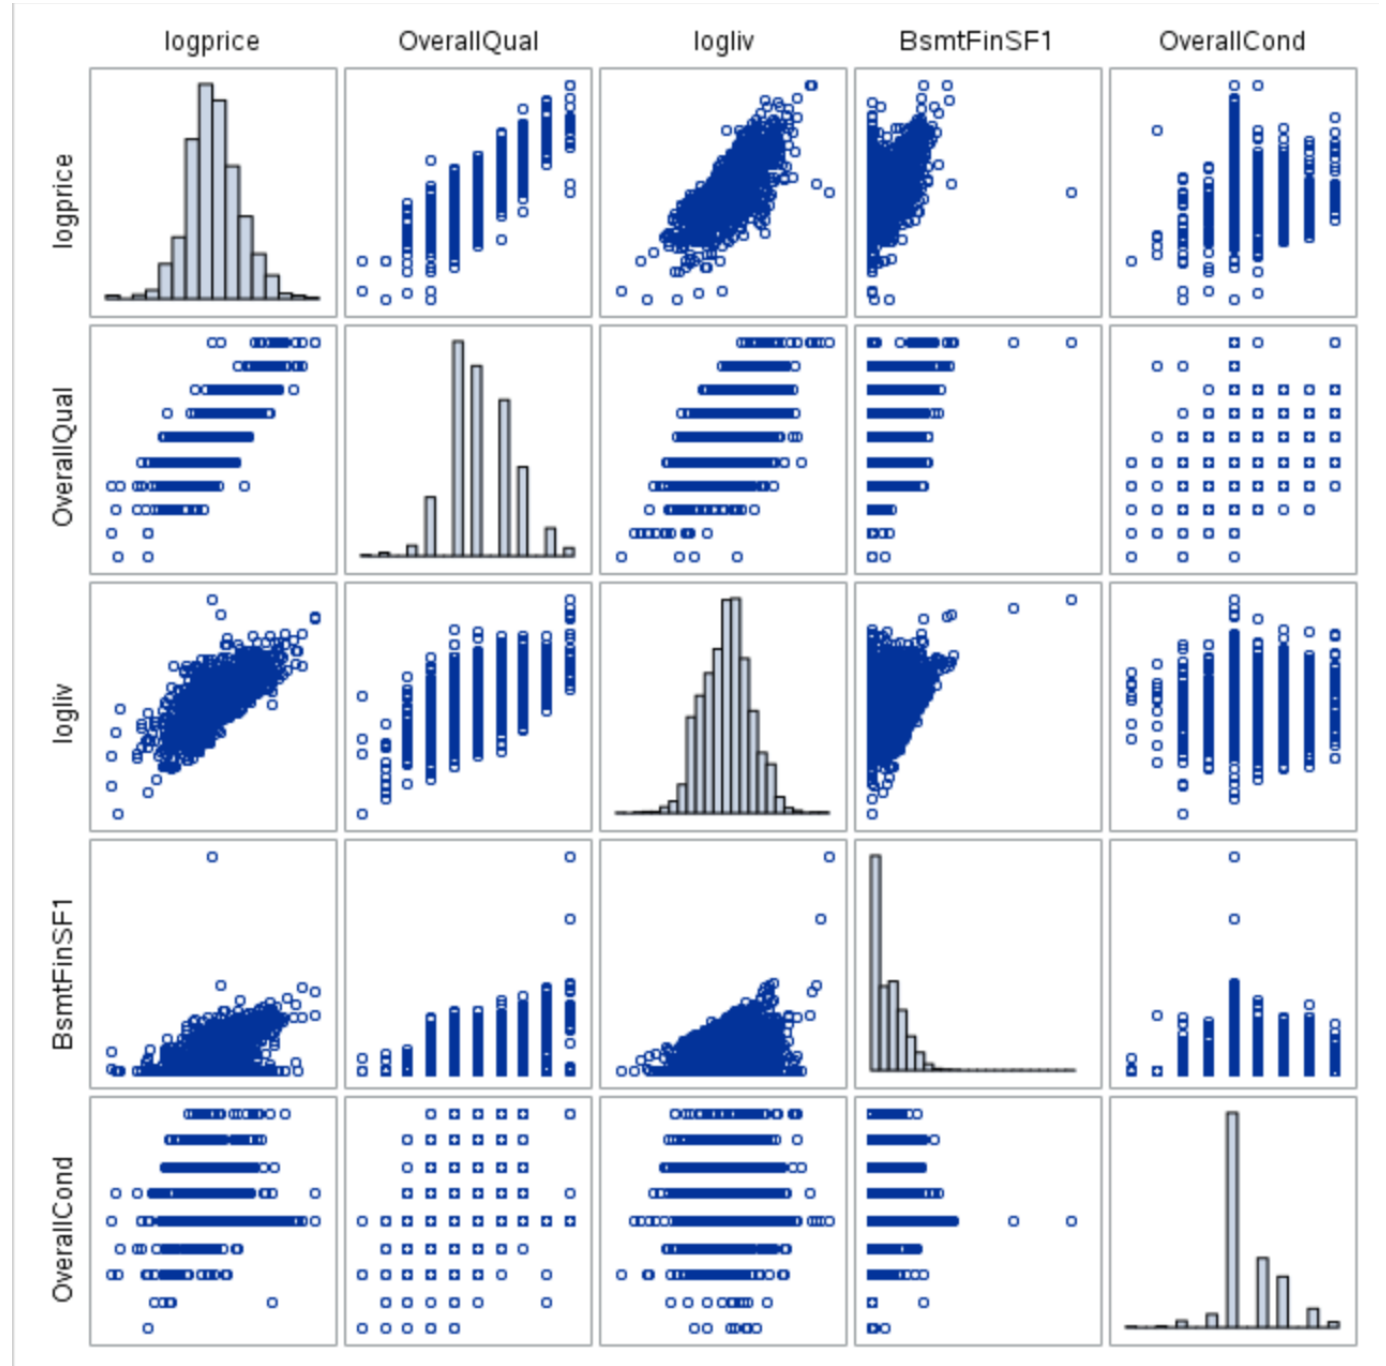 logprice OverallQual logliv BsmtFinSF1 OverallCond
logprice
OverallQual
logliv
BsmtFinSF1
OverallCond